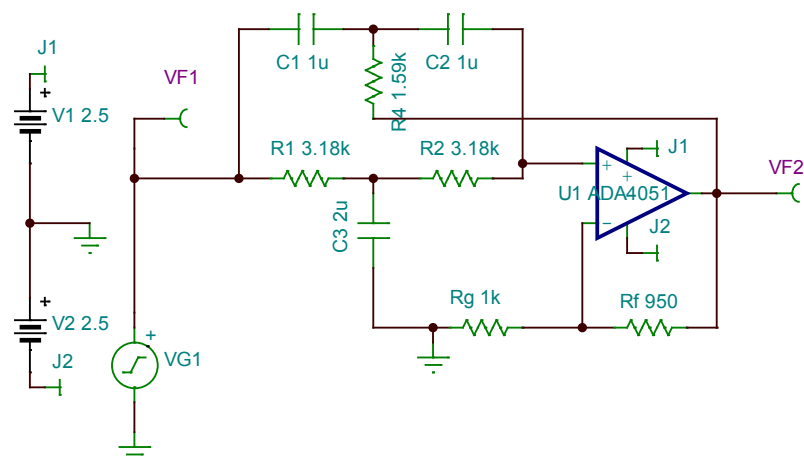 C1 1u
C2 1u
J1
VF1
R4 1.59k
V1 2.5
R1 3.18k
R2 3.18k
J1
VF2
U1 ADA4051
C3 2u
J2
Rg 1k
Rf 950
V2 2.5
J2
VG1